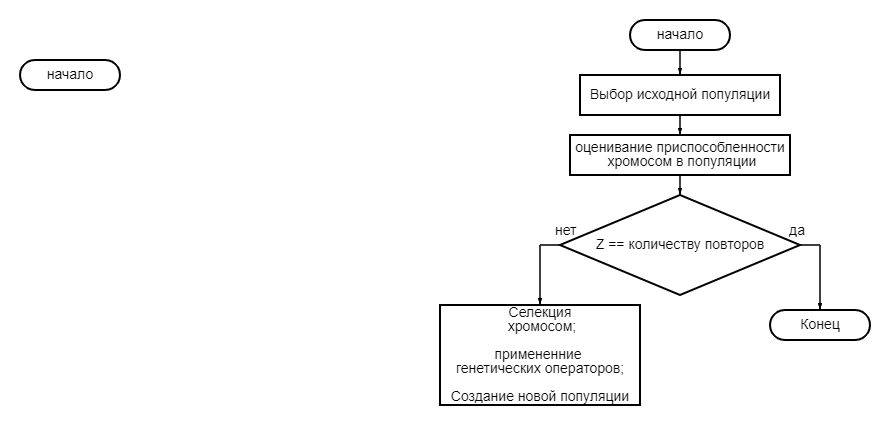 начало
начало
Выбор исходной популяции
оценивание приспособленности
хромосом в популяции
нет
да
Z == количеству повторов
Селекция
хромосом;
примененние
генетических операторов;
Создание новой популяции
Конец